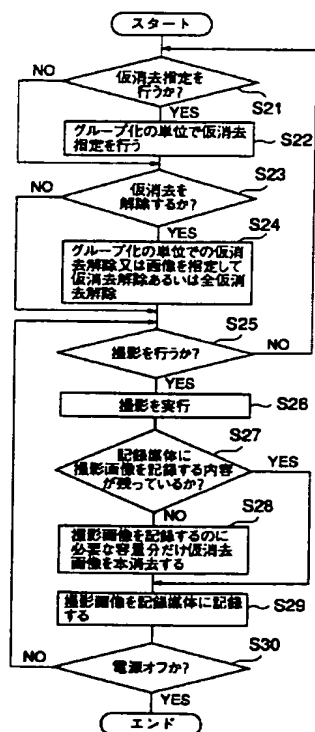 スタート
NO
仮消去指定を
行うか?
S21
YES
グループ化の単位で仮消去
指定を行う
S22
NO
仮消去を
解除するか?
S23
YES
S24
グループ化の単位での仮消
去解除又は画像を指定して
仮消去解除あるいは全仮消
去解除
S25
撮影を行うか?
NO
YES
撮影を実行
S26
記録媒体に
撮影画像を記録する内容
が残っているか?
S27
YES
NO
S28
撮影画像を記録するのに
必要な容量分だけ仮消去
画像を本消去する
撮影画像を記録媒体に記録
する
S29
NO
電源オフか?
S30
YES
エンド